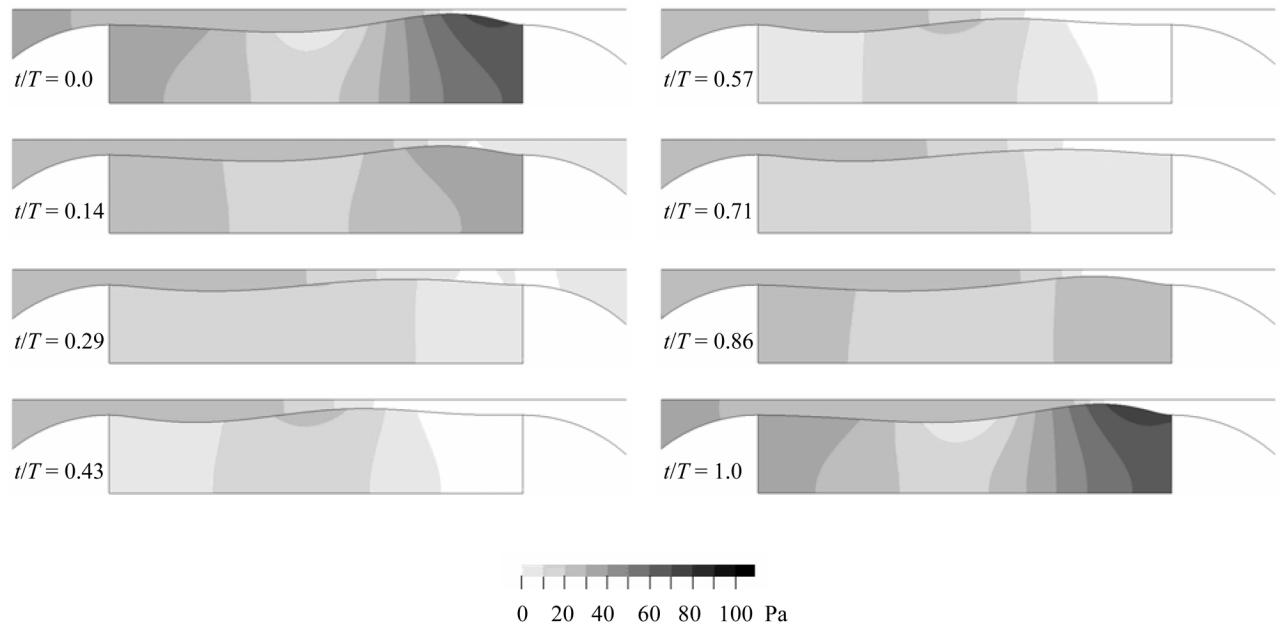 t/T = 0.0
t/T = 0.14
t/T = 0.29
t/T = 0.43
t/T = 0.57
t/T = 0.71
t/T = 0.86
t/T = 1.0
0 20 40 60 80 100 Pa